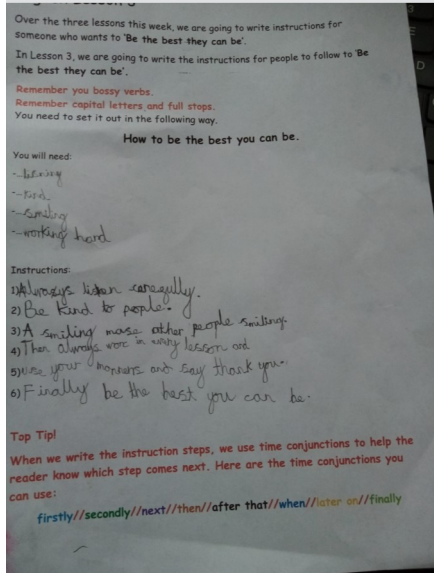 Over the three lessons this week, we are going to write instructions for
someone who wants to 'Be the best they can be'.
In Lesson 3, we are going to write the instructions for people to follow to 'Be
the best they can be'.
Remember you bossy verbs.
Remember capital letters and full stops.
You need to set it out in the following way.
How to be the best you can be.
You will need:
- kind
- smiling
- working hard
Instructions:
1) Always listen caregully.
2) Be kind to people.
3) A smiling mase other people smiling.
4) Then always worc in evry lesson and
5) use your manners and say thank you.
6) Finally be the best you can be.
Top Tip!
When we write the instruction steps, we use time conjunctions to help the
reader know which step comes next. Here are the time conjunctions you
can use:
firstly//secondly//next//then//after that//when//later on//finally